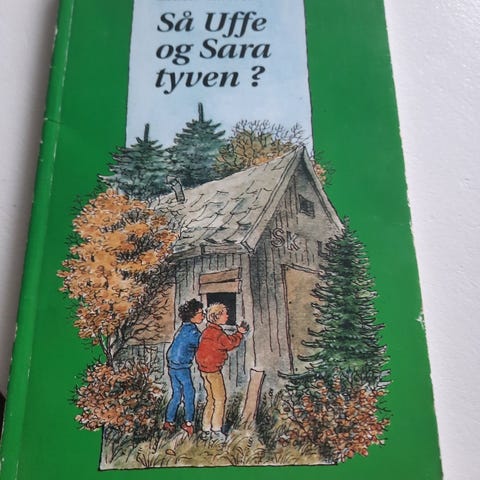 Så Uffe
og Sara
tyven ?
SK